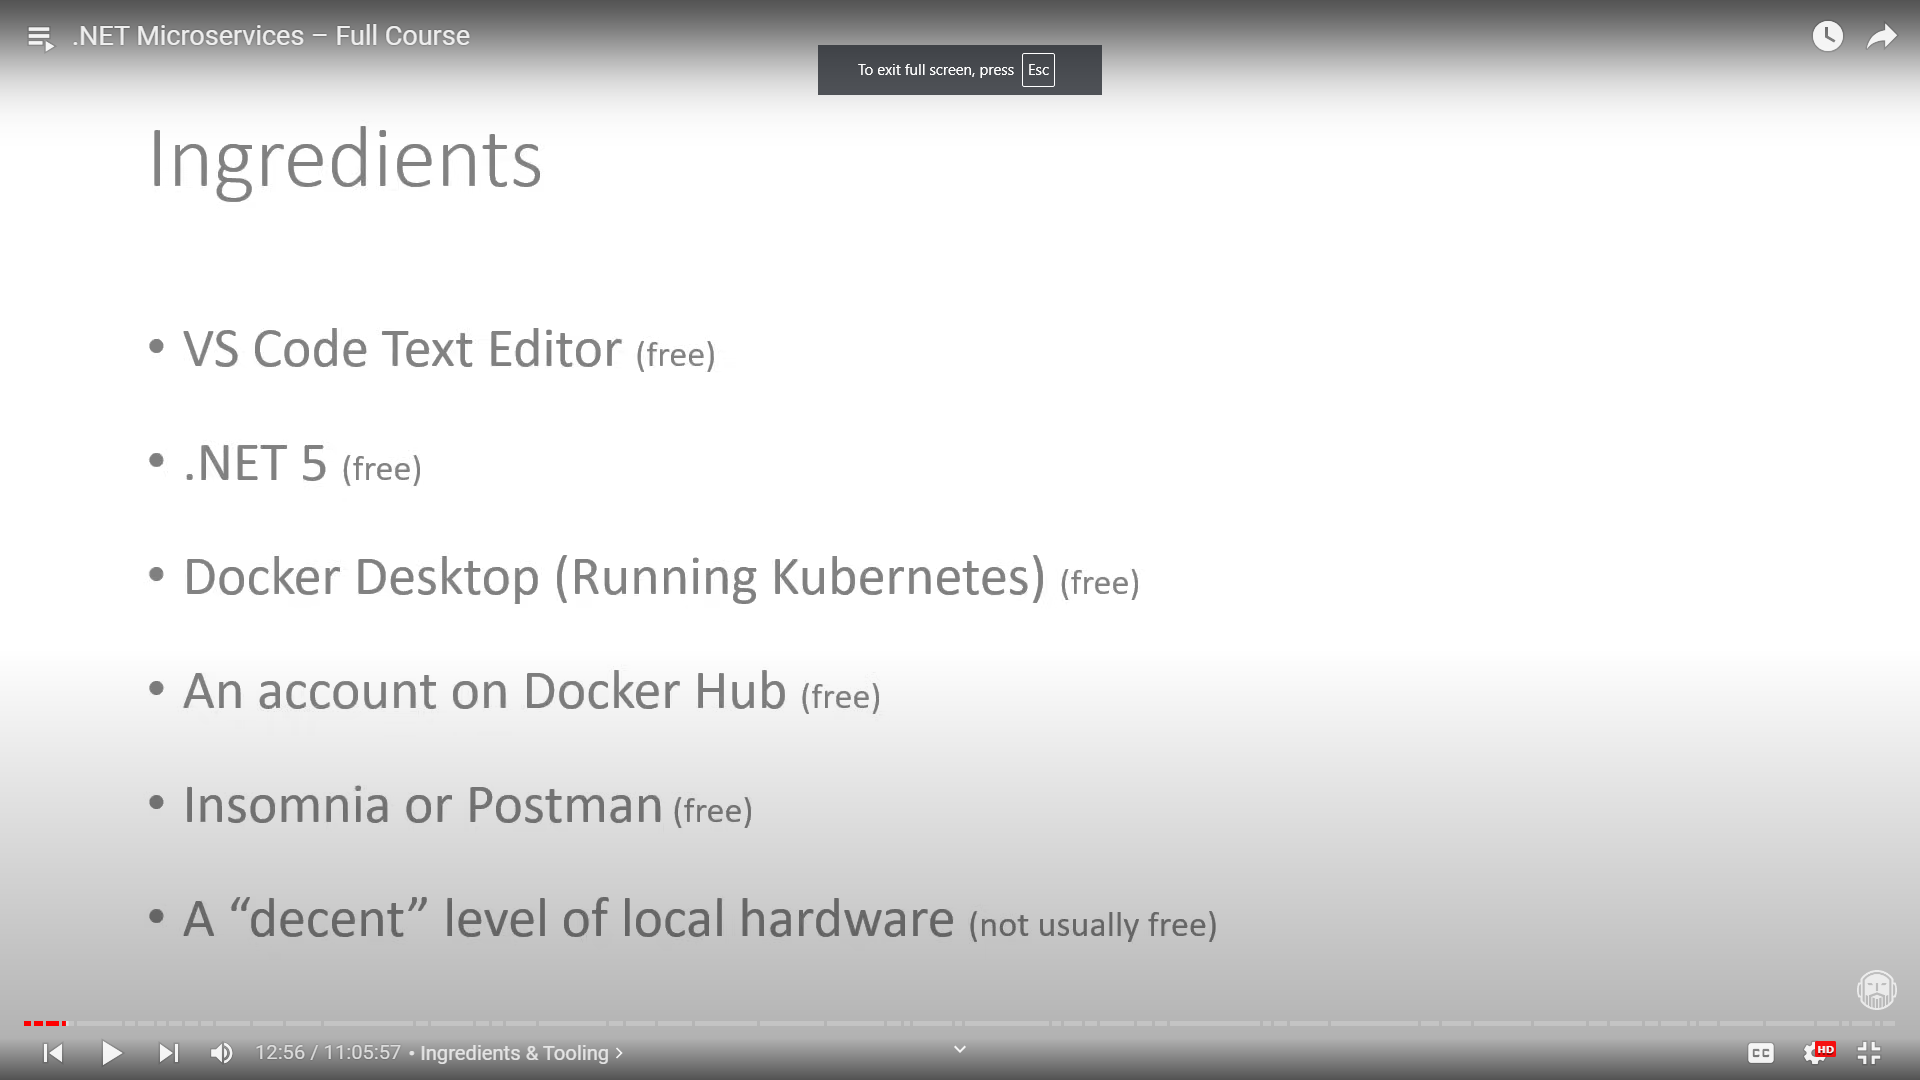 .NET Microservices – Full Course
To exit full screen, press Esc
Ingredients
• VS Code Text Editor (free)
• .NET 5 (free)
• Docker Desktop (Running Kubernetes) (free)
• An account on Docker Hub (free)
• Insomnia or Postman (free)
• A “decent” level of local hardware (not usually free)
12:56 / 11:05:57 • Ingredients & Tooling >
CC
HD